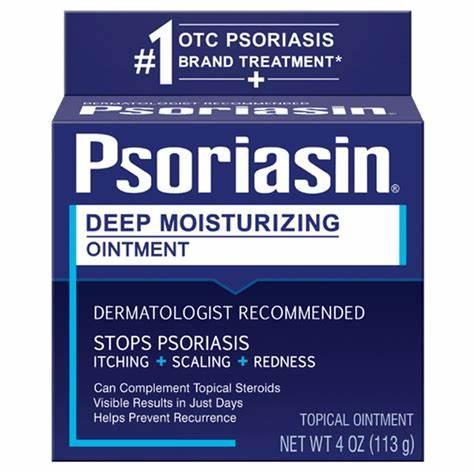 #1 OTC PSORIASIS
BRAND TREATMENT*
+
DERMATOLOGIST RECOMMENDED
Psoriasin
Psoriasin®
DEEP MOISTURIZING
OINTMENT
DERMATOLOGIST RECOMMENDED
STOPS PSORIASIS
ITCHING + SCALING + REDNESS
Can Complement Topical Steroids
Visible Results in Just Days
Helps Prevent Recurrence
TOPICAL OINTMENT
NET WT 4 OZ (113 g)